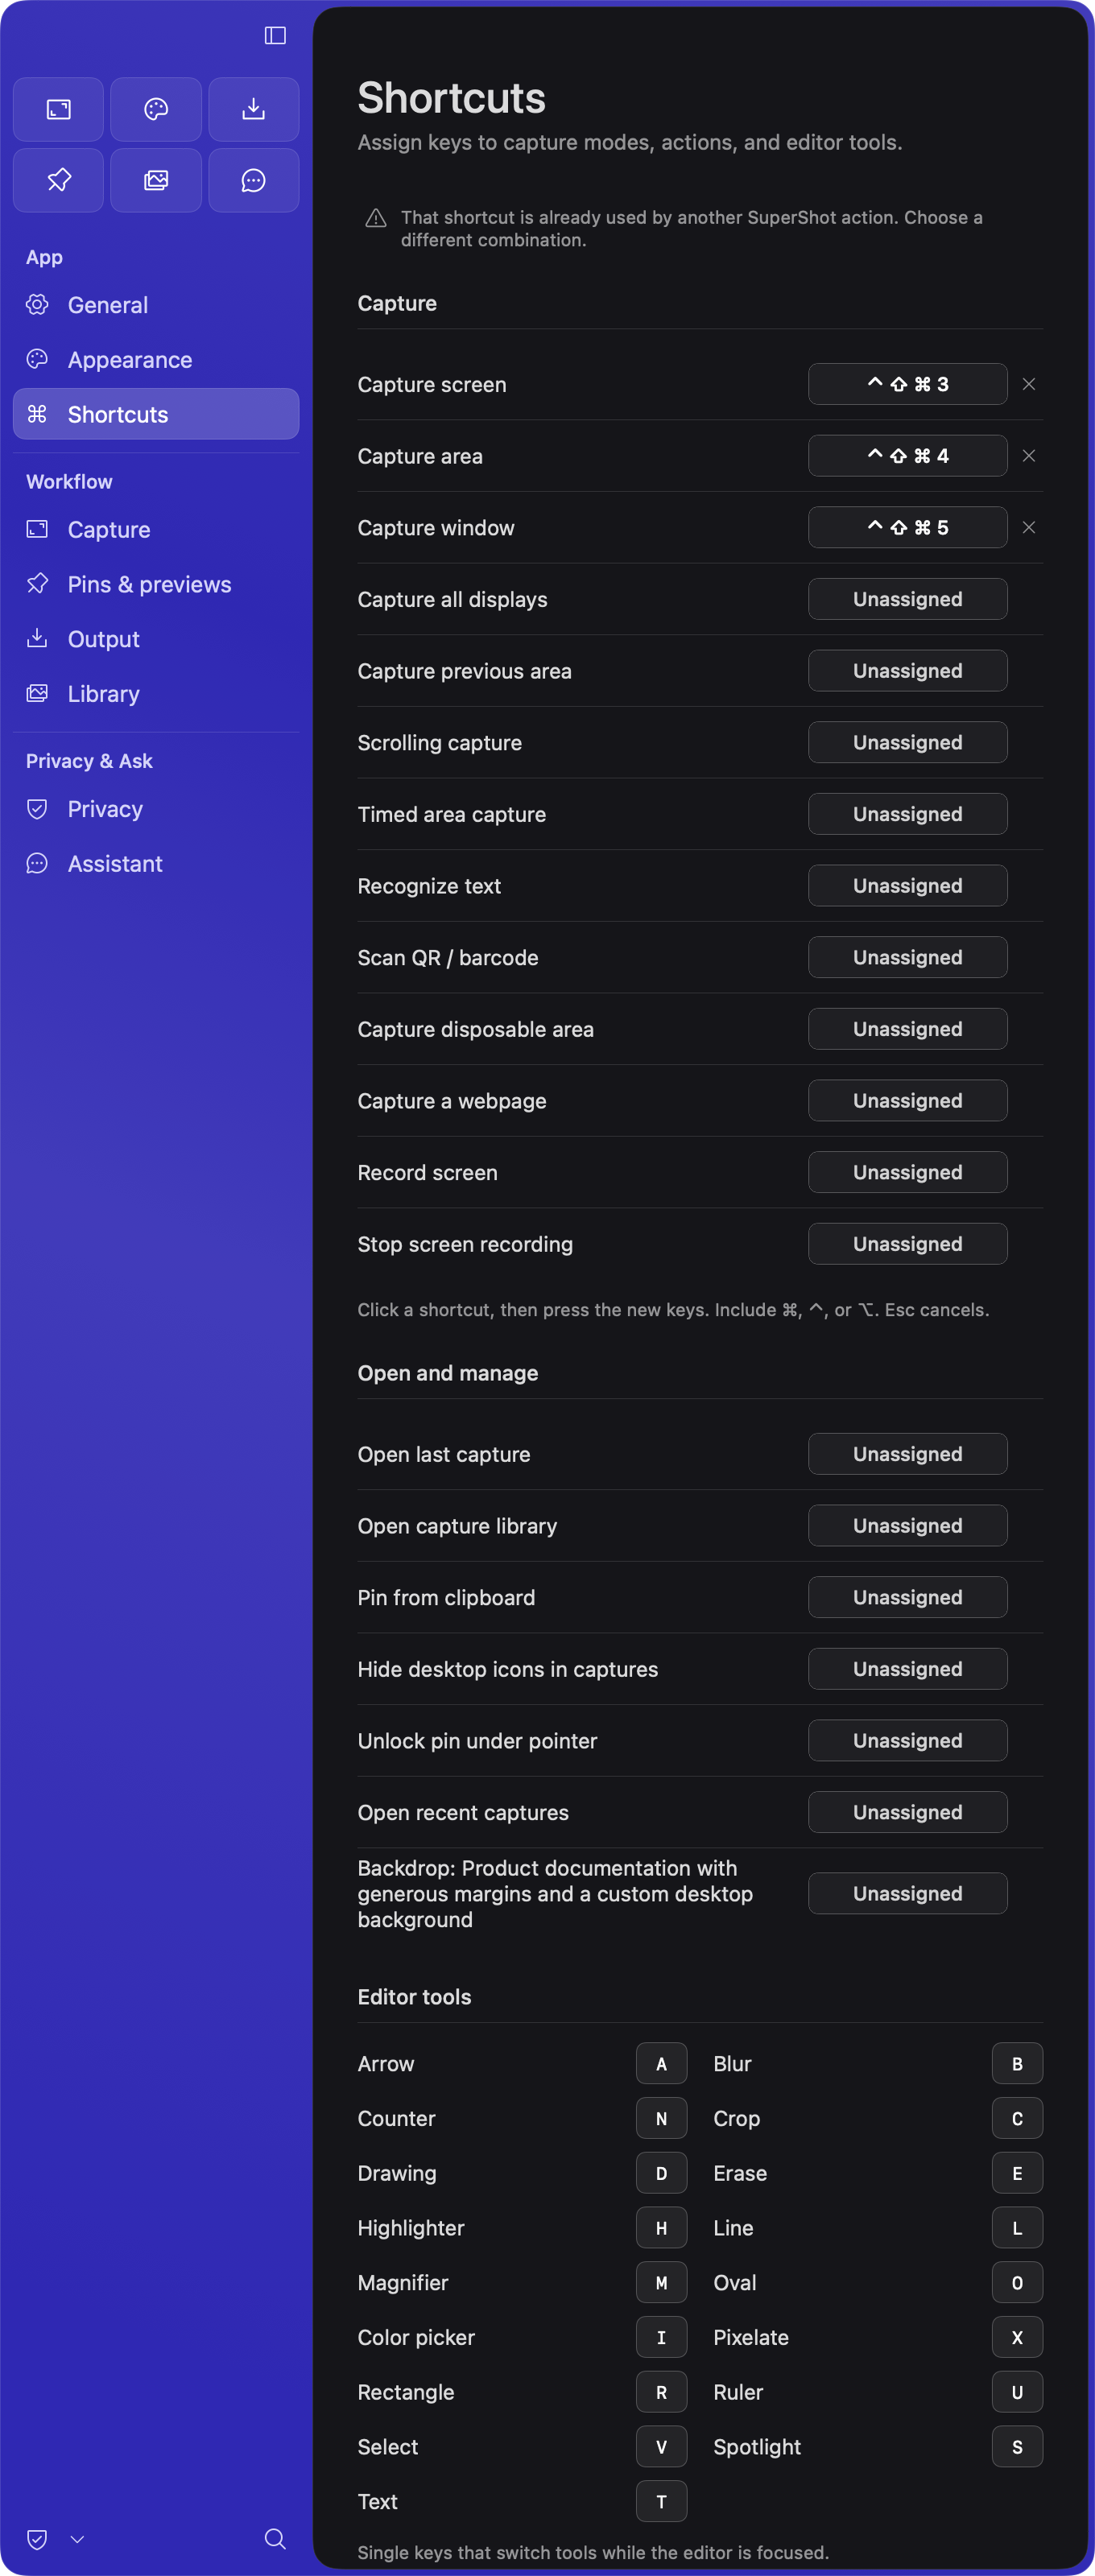 App
General
Appearance
⌘ Shortcuts
Workflow
Capture
Pins & previews
Output
Library
Privacy & Ask
Privacy
Assistant
Shortcuts
Assign keys to capture modes, actions, and editor tools.
That shortcut is already used by another SuperShot action. Choose a
different combination.
Capture
Capture screen ⌃⇧⌘3
Capture area ⌃⇧⌘4
Capture window ⌃⇧⌘5
Capture all displays Unassigned
Capture previous area Unassigned
Scrolling capture Unassigned
Timed area capture Unassigned
Recognize text Unassigned
Scan QR / barcode Unassigned
Capture disposable area Unassigned
Capture a webpage Unassigned
Record screen Unassigned
Stop screen recording Unassigned
Click a shortcut, then press the new keys. Include ⌘, ⌃, or ⌥. Esc cancels.
Open and manage
Open last capture Unassigned
Open capture library Unassigned
Pin from clipboard Unassigned
Hide desktop icons in captures Unassigned
Unlock pin under pointer Unassigned
Open recent captures Unassigned
Backdrop: Product documentation with
generous margins and a custom desktop
background
Unassigned
Editor tools
Arrow A Blur B
Counter N Crop C
Drawing D Erase E
Highlighter H Line L
Magnifier M Oval O
Color picker I Pixelate X
Rectangle R Ruler U
Select V Spotlight S
Text T
Single keys that switch tools while the editor is focused.